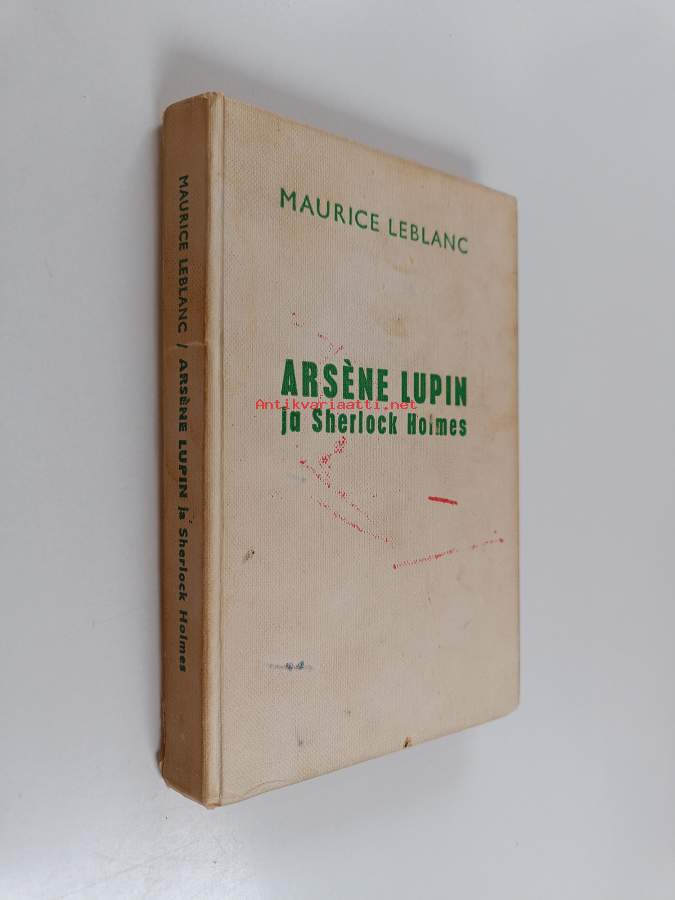 MAURICE LEBLANC / ARSÈNE LUPIN ja Sherlock Holmes
MAURICE LEBLANC
ARSÈNE LUPIN
Antikvariaatti.net
ja Sherlock Holmes